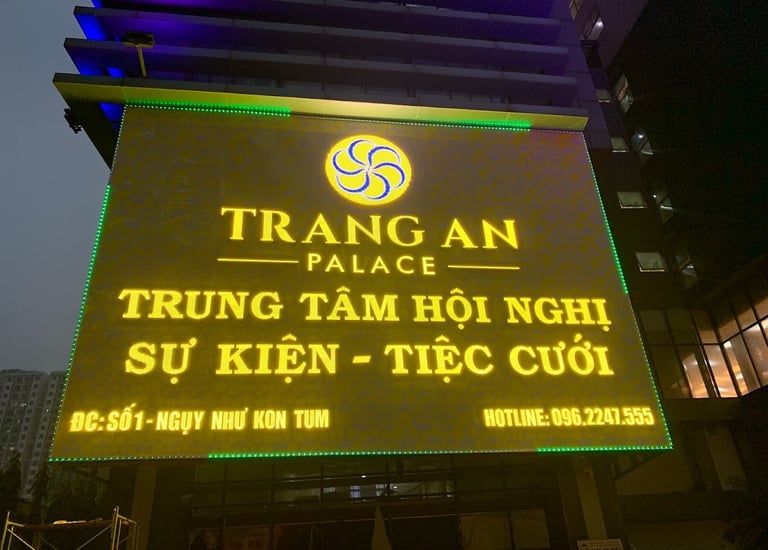 TRANG AN
PALACE
TRUNG TÂM HỘI NGHỊ
SỰ KIỆN - TIỆC CƯỚI
ĐC: SỐ 1 - NGỤY NHƯ KON TUM
HOTLINE: 096.2247.555